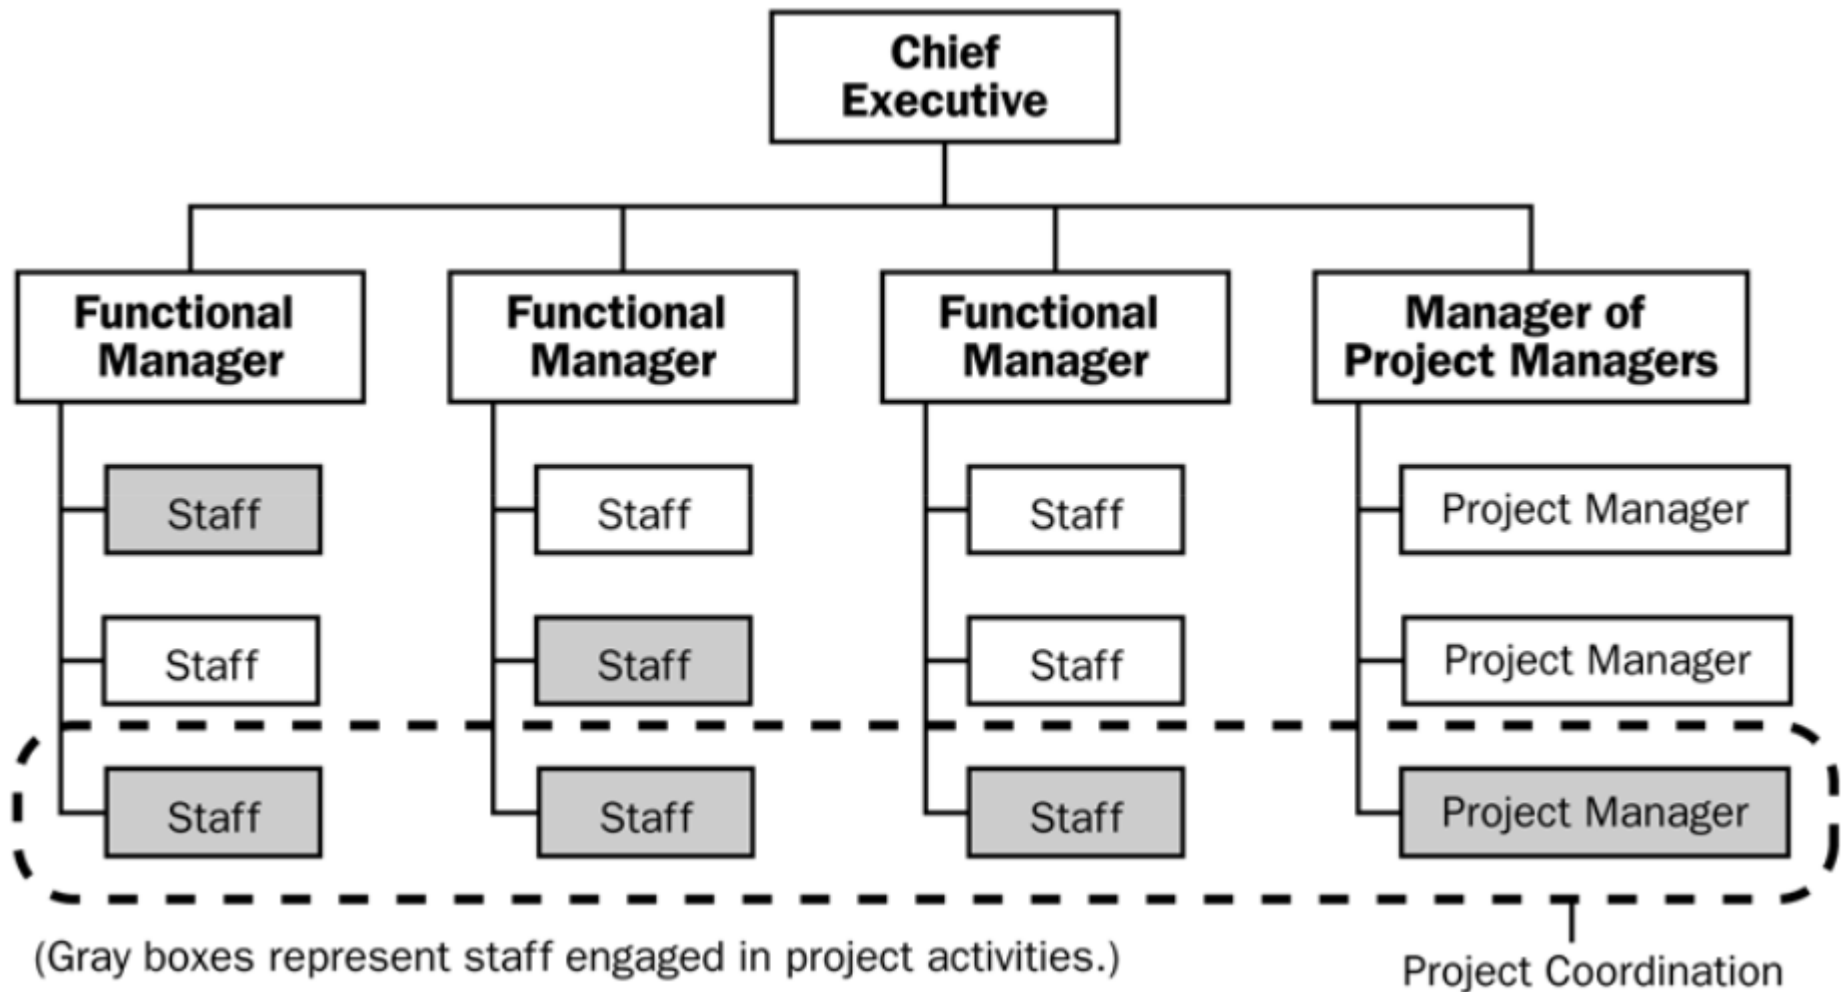 Chief
Executive
Functional
Manager
Functional
Manager
Functional
Manager
Manager of
Project Managers
Staff
Staff
Staff
Project Manager
Staff
Staff
Staff
Project Manager
Staff
Staff
Staff
Project Manager
(Gray boxes represent staff engaged in project activities.)
Project Coordination